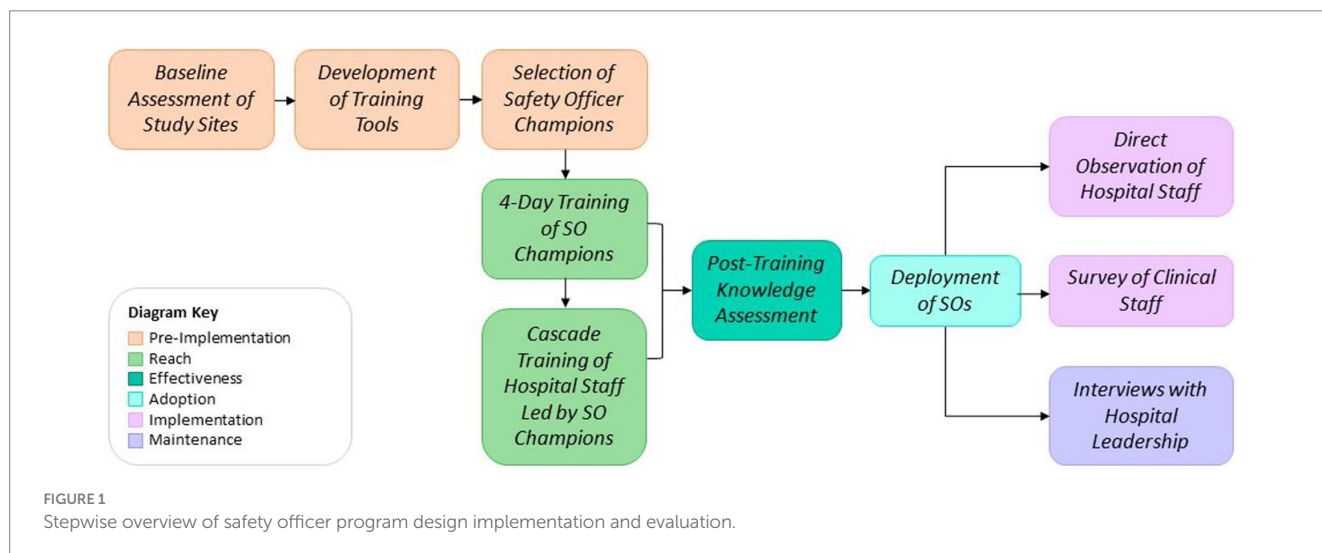 Baseline
Assessment of
Study Sites
Development
of Training
Tools
Selection of
Safety Officer
Champions
4-Day Training
of SO
Champions
Cascade
Training of
Hospital Staff
Led by SO
Champions
Post-Training
Knowledge
Assessment
Deployment
of SOs
Direct
Observation of
Hospital Staff
Survey of Clinical
Staff
Interviews with
Hospital
Leadership
Diagram Key
Pre-Implementation
Reach
Effectiveness
Adoption
Implementation
Maintenance
FIGURE 1
Stepwise overview of safety officer program design implementation and evaluation.